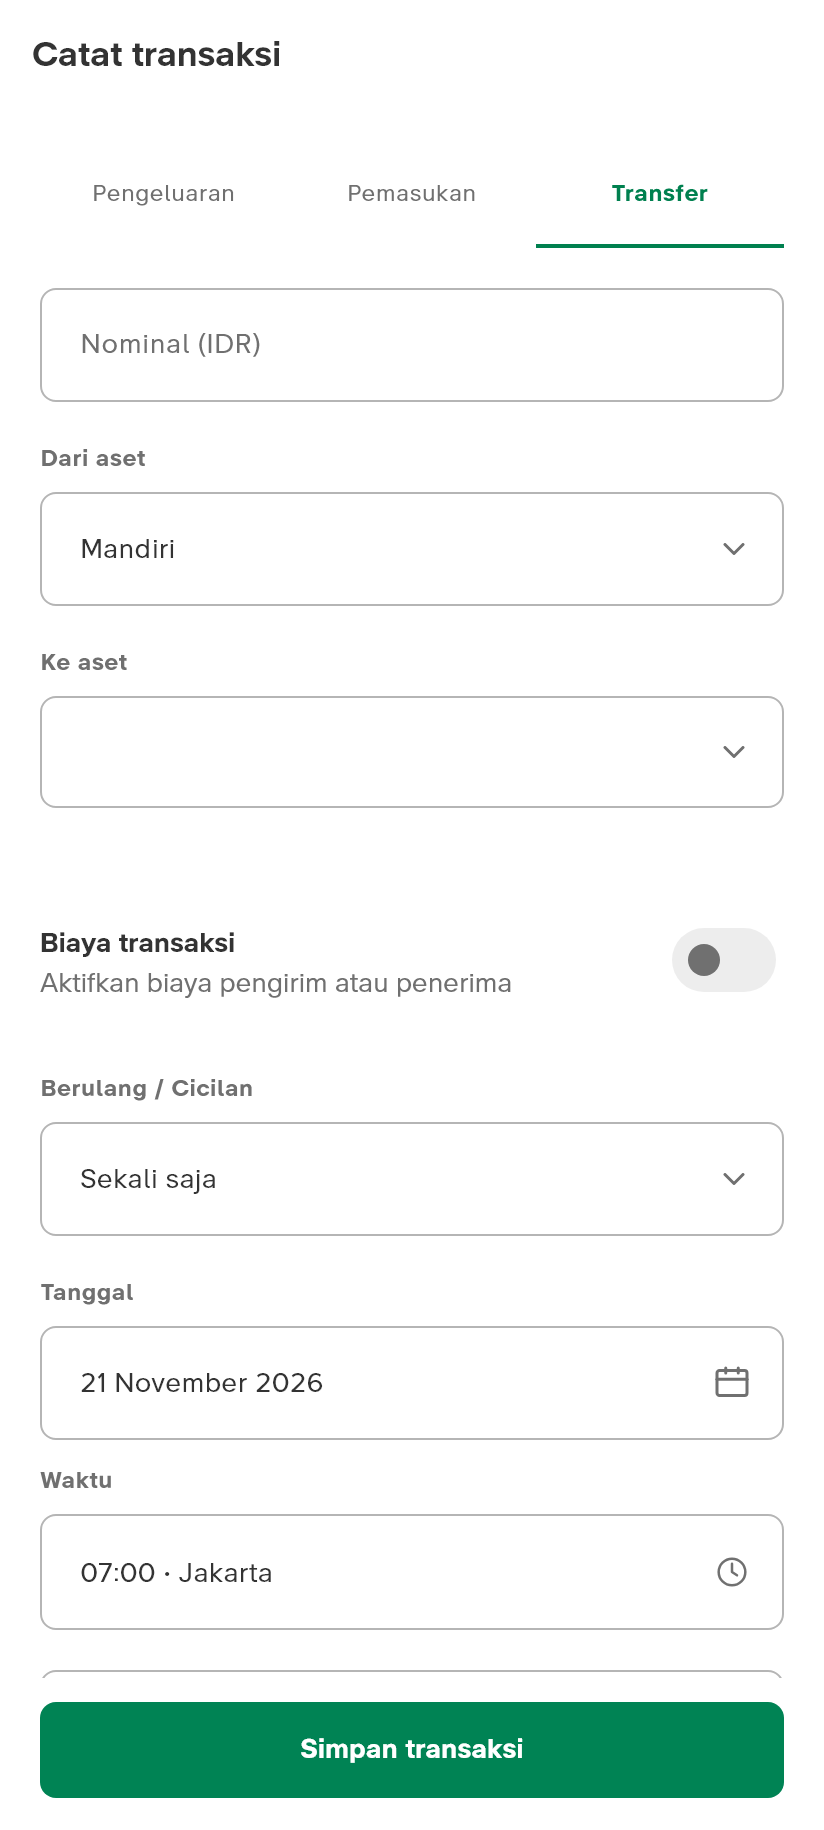 Catat transaksi
Pengeluaran
Pemasukan
Transfer
Nominal (IDR)
Dari aset
Mandiri
Ke aset
Biaya transaksi
Aktifkan biaya pengirim atau penerima
Berulang / Cicilan
Sekali saja
Tanggal
21 November 2026
Waktu
07:00 • Jakarta
Simpan transaksi